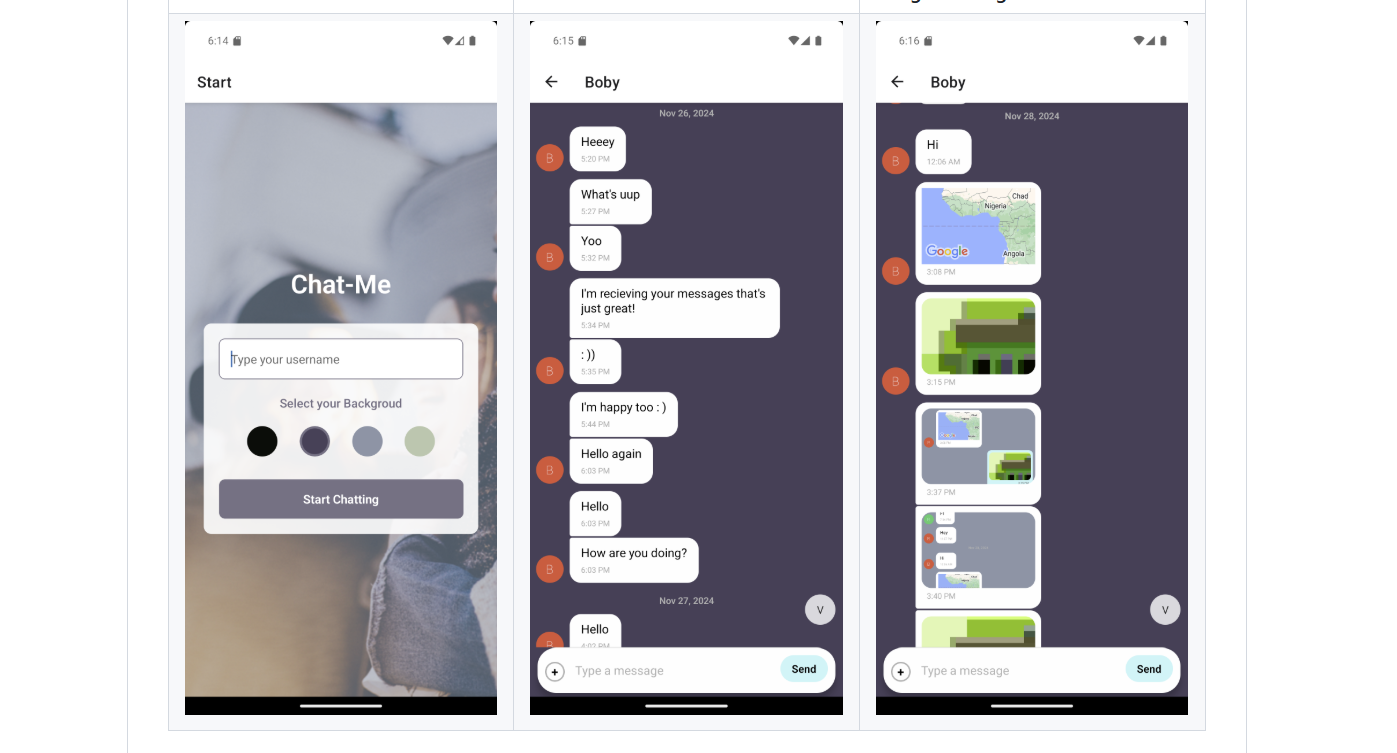 6:14
Start
Chat-Me
Type your username
Select your Backgroud
Start Chatting
6:15
Boby
Nov 26, 2024
Heeey
5:20 PM
B
What's uup
5:27 PM
Yoo
5:32 PM
B
I'm recieving your messages that's
just great!
5:34 PM
: ))
5:35 PM
B
I'm happy too : )
5:44 PM
Hello again
6:03 PM
B
Hello
6:03 PM
How are you doing?
6:03 PM
B
Nov 27, 2024
Hello
4:02 PM
B
V
+
Type a message
Send
6:16
Boby
Nov 28, 2024
Hi
12:06 AM
B
Chad
Nigeria
Google
Angola
3:08 PM
B
3:15 PM
B
3:37 PM
Hey
Hi
3:40 PM
V
+
Type a message
Send